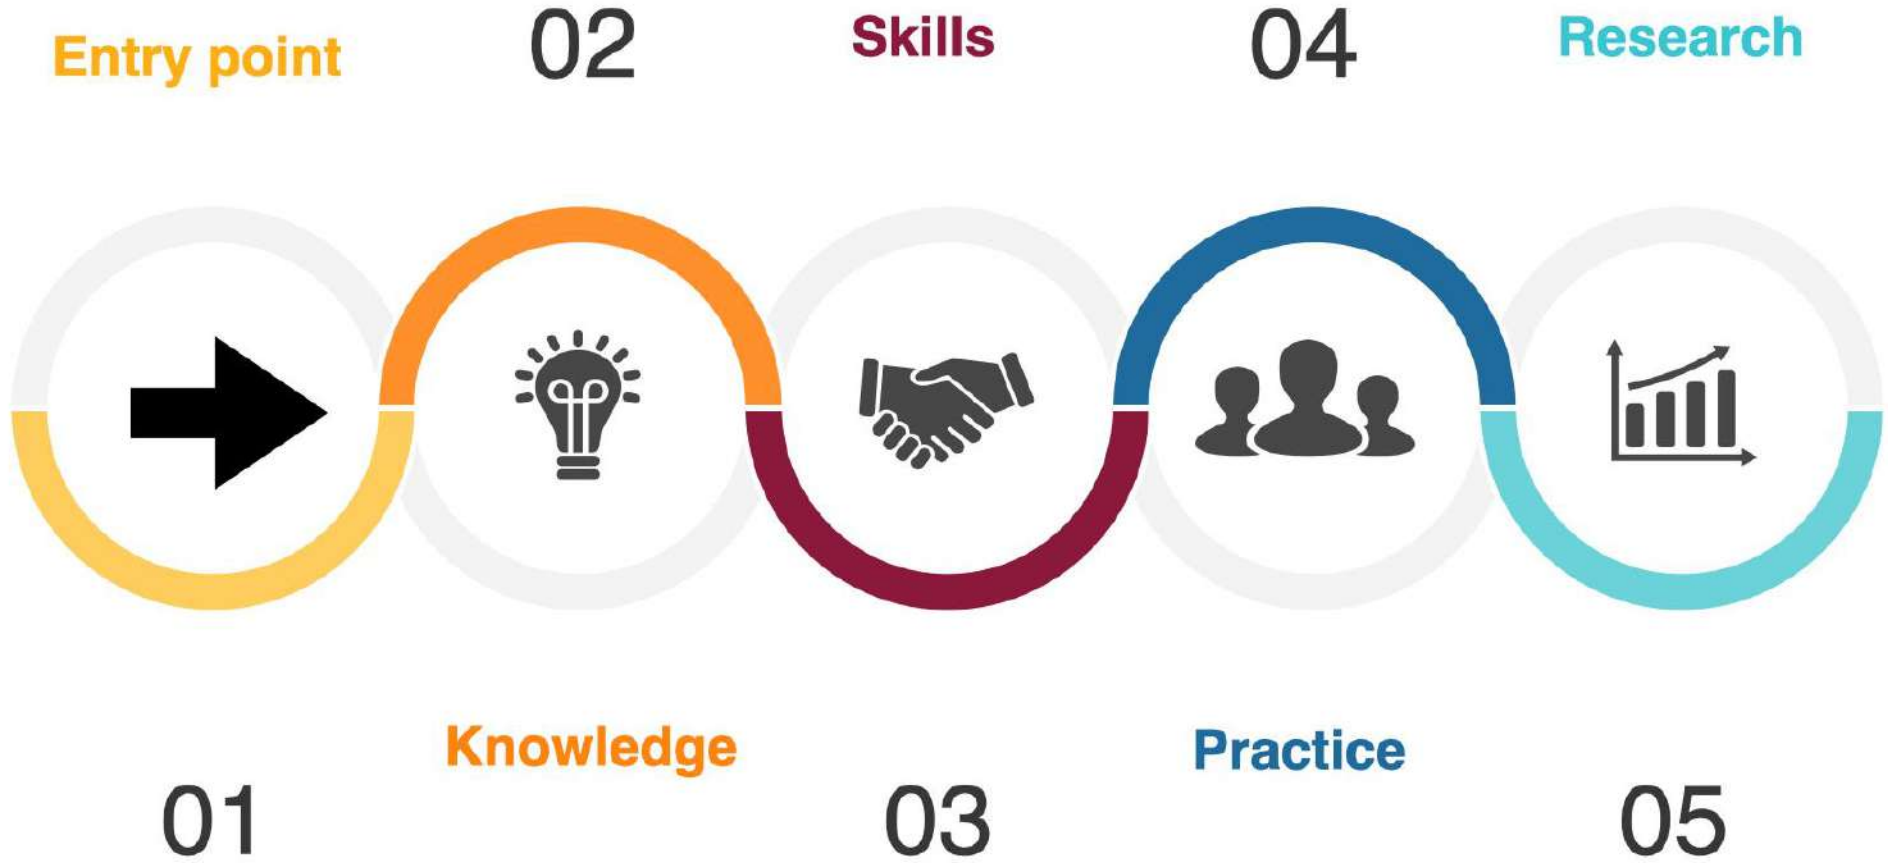 Entry point
02
Skills
04
Research
Knowledge
Practice
01
03
05